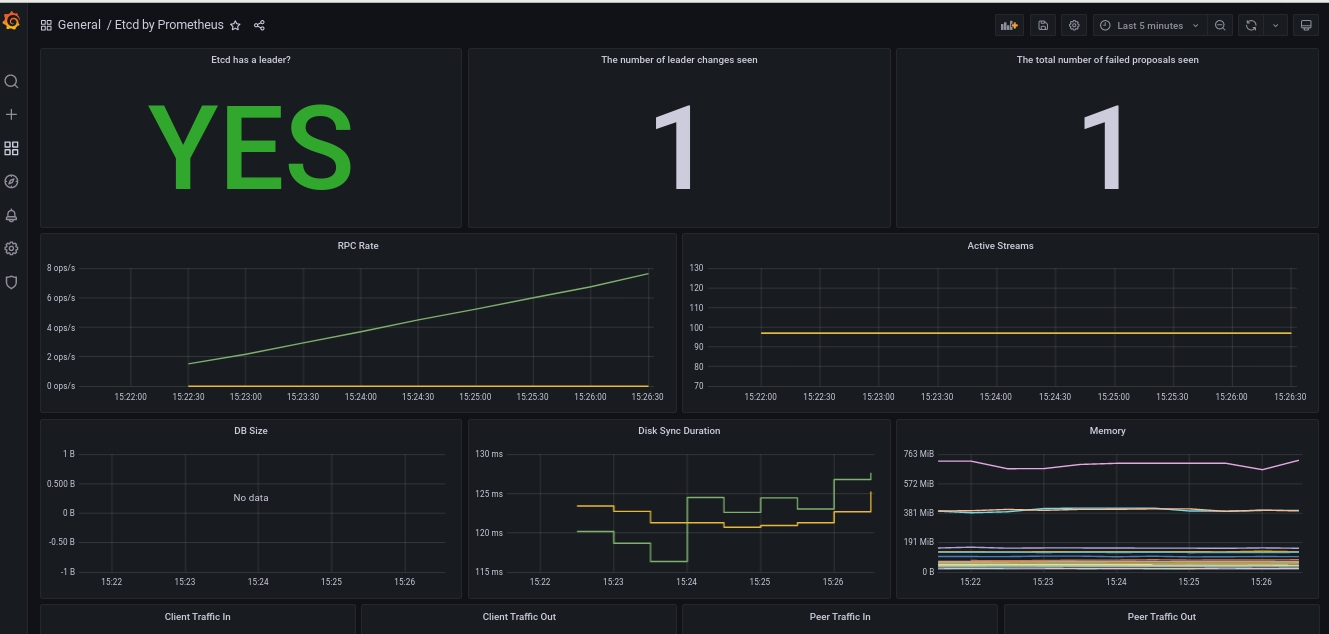 General / Etcd by Prometheus
Last 5 minutes
Etcd has a leader?
YES
The number of leader changes seen
1
The total number of failed proposals seen
1
RPC Rate
8 ops/s
6 ops/s
4 ops/s
2 ops/s
0 ops/s
15:22:00 15:22:30 15:23:00 15:23:30 15:24:00 15:24:30 15:25:00 15:25:30 15:26:00 15:26:30
Active Streams
130
120
110
100
90
80
70
15:22:00 15:22:30 15:23:00 15:23:30 15:24:00 15:24:30 15:25:00 15:25:30 15:26:00 15:26:30
DB Size
1 B
0.500 B
0 B
-0.50 B
-1 B
No data
15:22 15:23 15:24 15:25 15:26
Disk Sync Duration
130 ms
125 ms
120 ms
115 ms
15:22 15:23 15:24 15:25 15:26
Memory
763 MiB
572 MiB
381 MiB
191 MiB
0 B
15:22 15:23 15:24 15:25 15:26
Client Traffic In
Client Traffic Out
Peer Traffic In
Peer Traffic Out